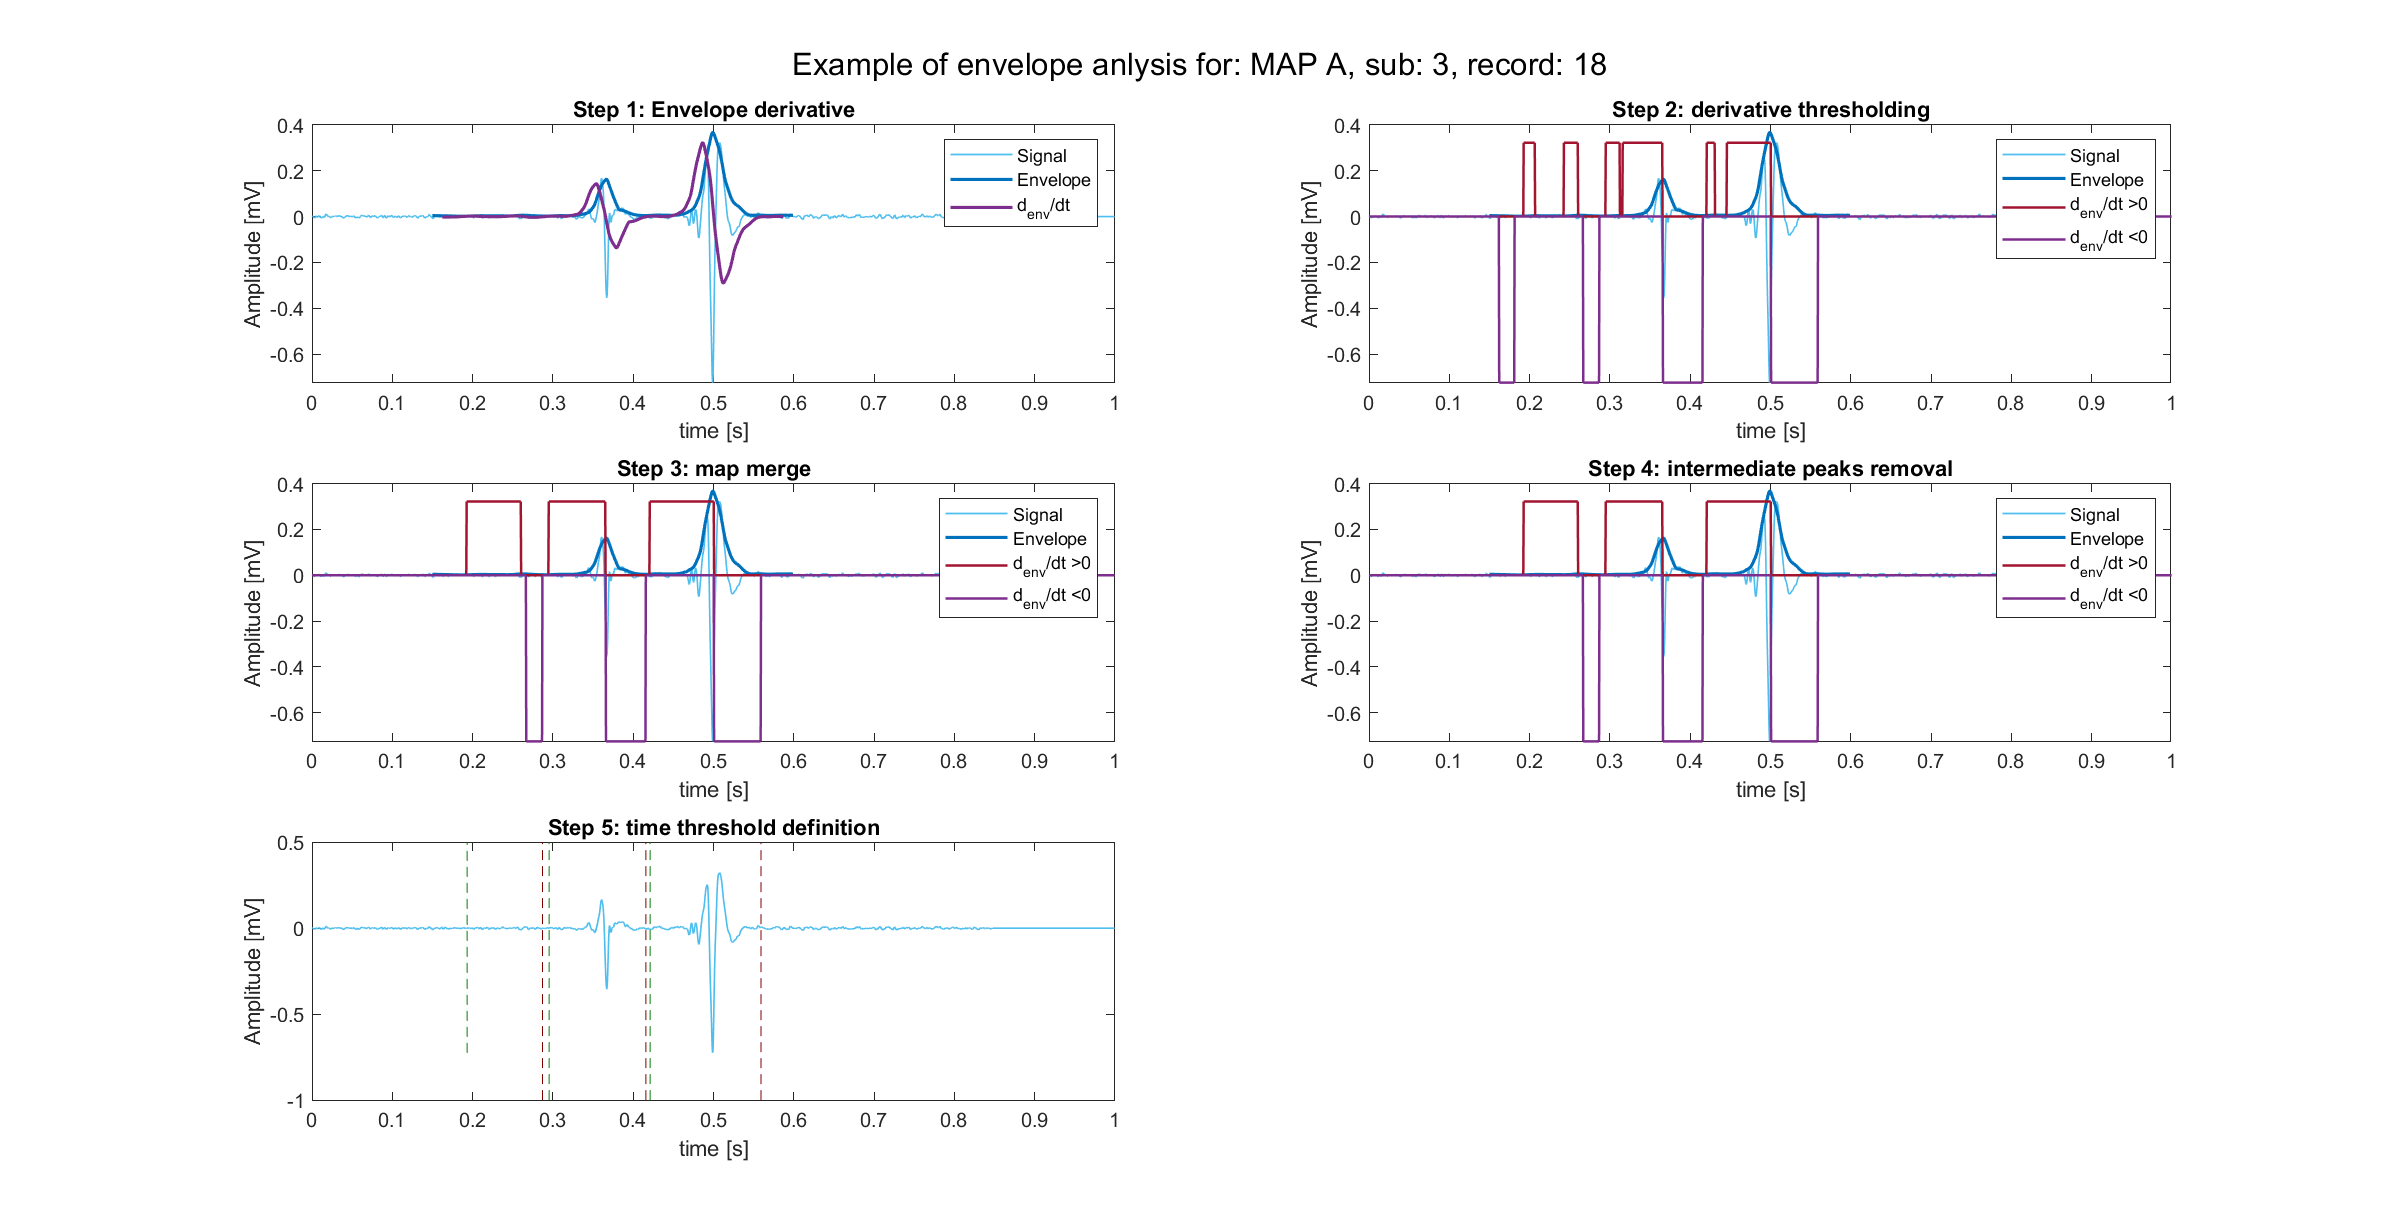 Example of envelope anlysis for: MAP A, sub: 3, record: 18
Step 1: Envelope derivative
0.4
0.2
0
-0.2
-0.4
-0.6
Amplitude [mV]
0 0.1 0.2 0.3 0.4 0.5 0.6 0.7 0.8 0.9 1
time [s]
Signal
Envelope
d_env/dt
Step 2: derivative thresholding
0.4
0.2
0
-0.2
-0.4
-0.6
Amplitude [mV]
0 0.1 0.2 0.3 0.4 0.5 0.6 0.7 0.8 0.9 1
time [s]
Signal
Envelope
d_env/dt >0
d_env/dt <0
Step 3: map merge
0.4
0.2
0
-0.2
-0.4
-0.6
Amplitude [mV]
0 0.1 0.2 0.3 0.4 0.5 0.6 0.7 0.8 0.9 1
time [s]
Signal
Envelope
d_env/dt >0
d_env/dt <0
Step 4: intermediate peaks removal
0.4
0.2
0
-0.2
-0.4
-0.6
Amplitude [mV]
0 0.1 0.2 0.3 0.4 0.5 0.6 0.7 0.8 0.9 1
time [s]
Signal
Envelope
d_env/dt >0
d_env/dt <0
Step 5: time threshold definition
0.5
0
-0.5
-1
Amplitude [mV]
0 0.1 0.2 0.3 0.4 0.5 0.6 0.7 0.8 0.9 1
time [s]